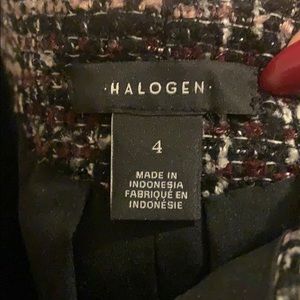 ·HALOGEN·
4
MADE IN
INDONESIA
FABRIQUÉ EN
INDONÉSIE